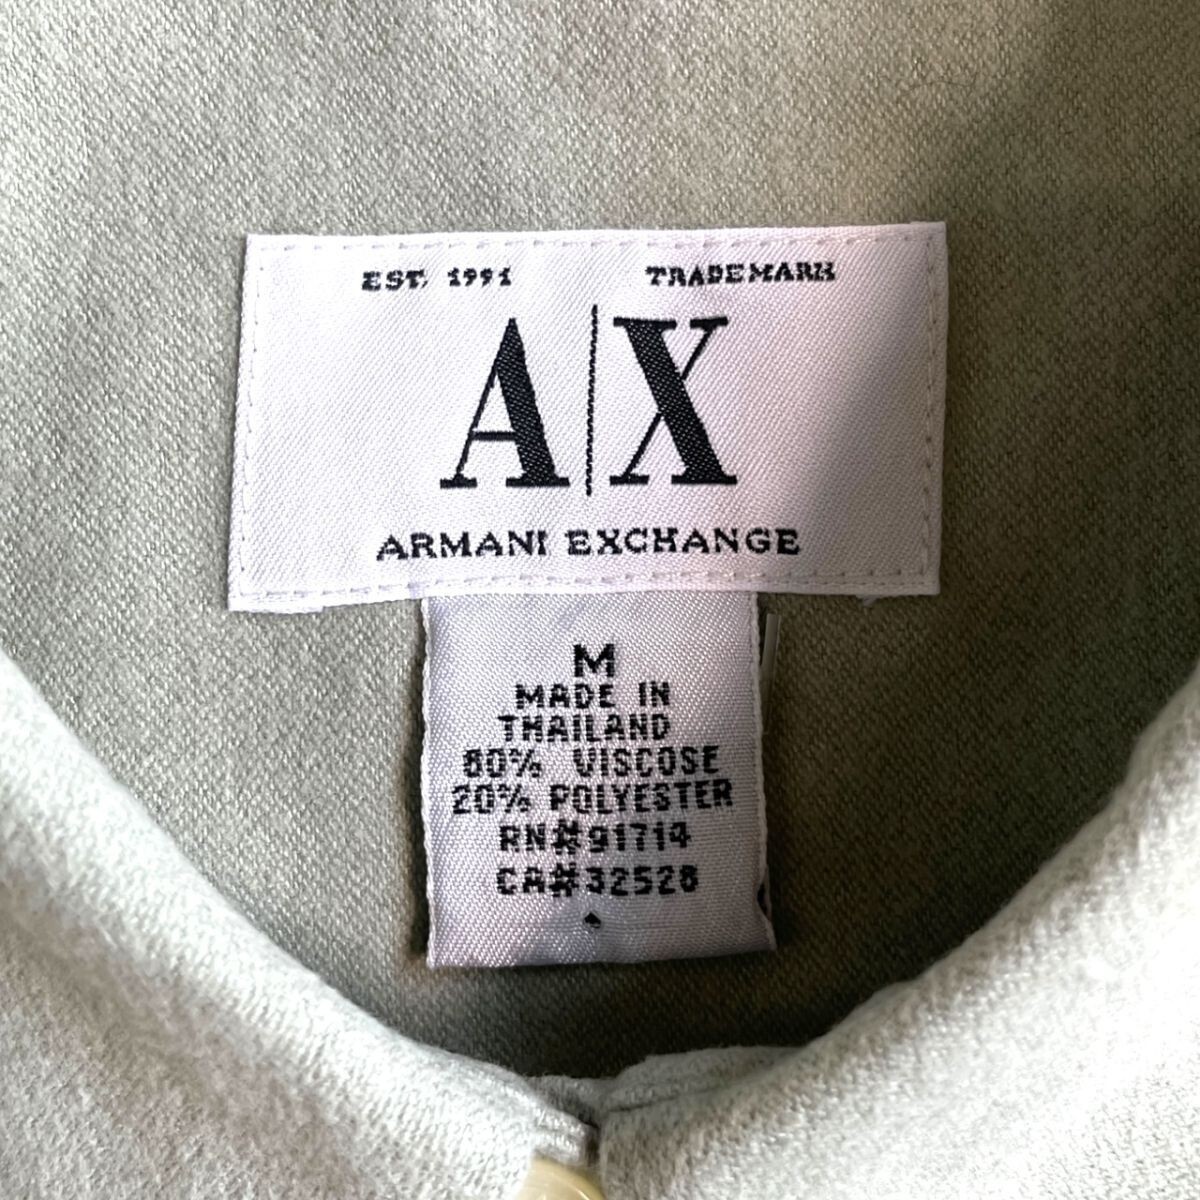 EST. 1991 TRADEMARK
A|X
ARMANI EXCHANGE
M
MADE IN
THAILAND
80% VISCOSE
20% POLYESTER
RN#91714
CA#32528